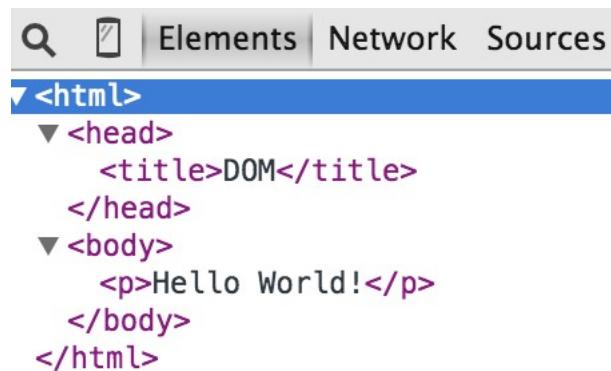 Elements Network Sources
<html>
<head>
<title>DOM</title>
</head>
<body>
<p>Hello World!</p>
</body>
</html>